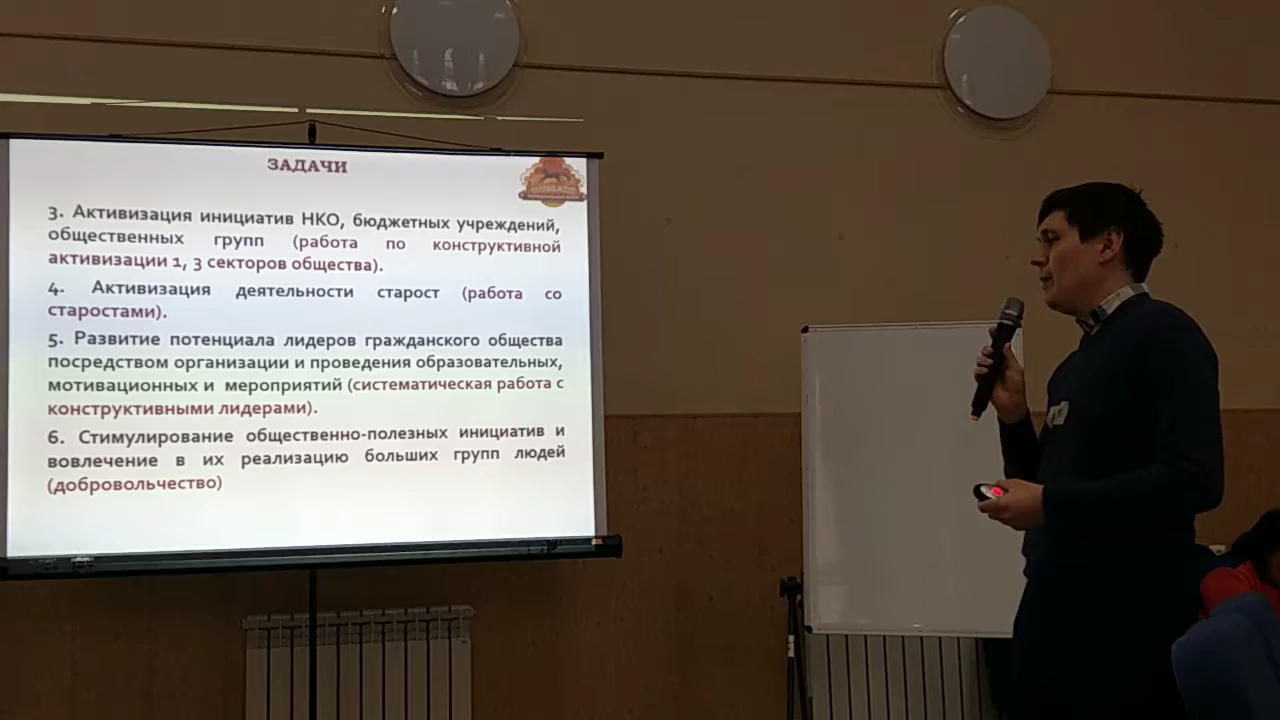 ЗАДАЧИ
3. Активизация инициатив НКО, бюджетных учреждений,
общественных групп (работа по конструктивной
активизации 1, 3 секторов общества).
4. Активизация деятельности старост (работа со
старостами).
5. Развитие потенциала лидеров гражданского общества
посредством организации и проведения образовательных,
мотивационных и мероприятий (систематическая работа с
конструктивными лидерами).
6. Стимулирование общественно-полезных инициатив и
вовлечение в их реализацию больших групп людей
(добровольчество)